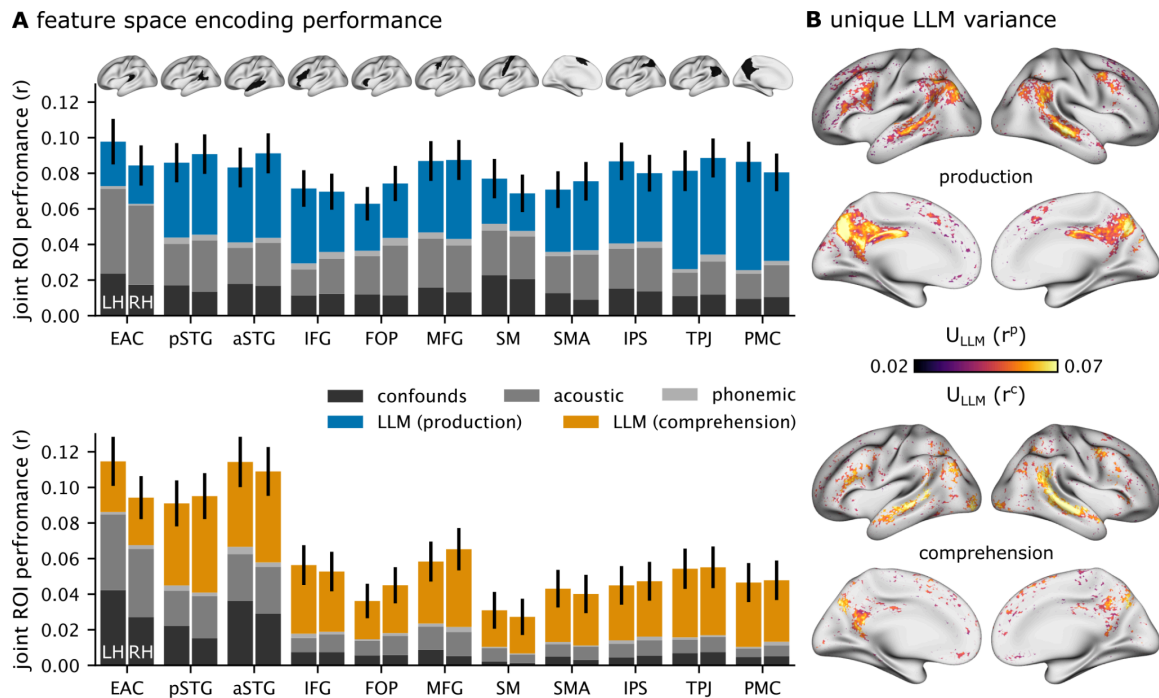 A feature space encoding performance
B unique LLM variance
joint ROI perfromance (r)
0.12
0.10
0.08
0.06
0.04
0.02
0.00
LH RH
EAC pSTG aSTG IFG FOP MFG SM SMA IPS TPJ PMC
production
U_LLM (r^p)
0.02 0.07
U_LLM (r^c)
confounds acoustic phonemic
LLM (production) LLM (comprehension)
joint ROI perfromance (r)
0.12
0.10
0.08
0.06
0.04
0.02
0.00
LH RH
EAC pSTG aSTG IFG FOP MFG SM SMA IPS TPJ PMC
comprehension